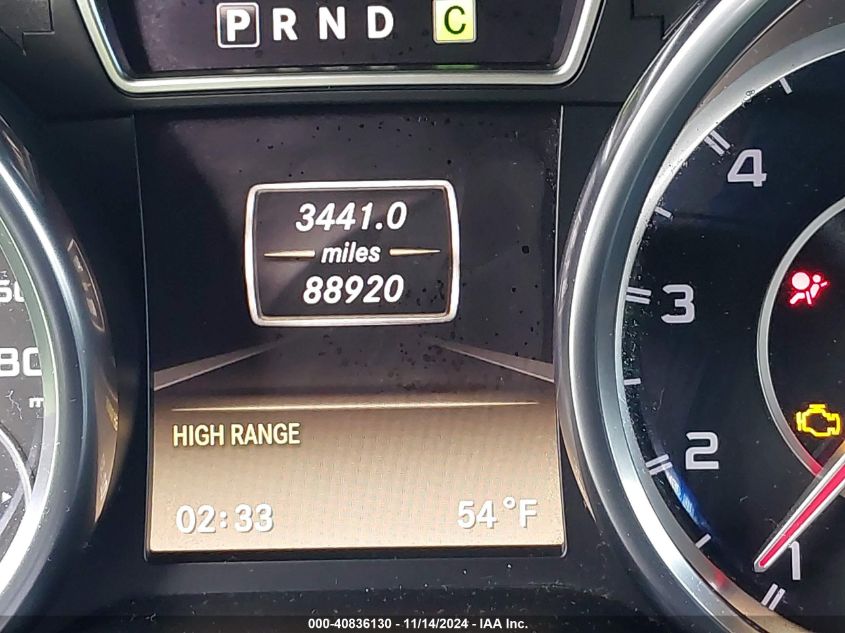 P R N D C
3441.0
miles
88920
HIGH RANGE
02:33 54°F
4
3
2
1
80
000-40836130 - 11/14/2024 - IAA Inc.